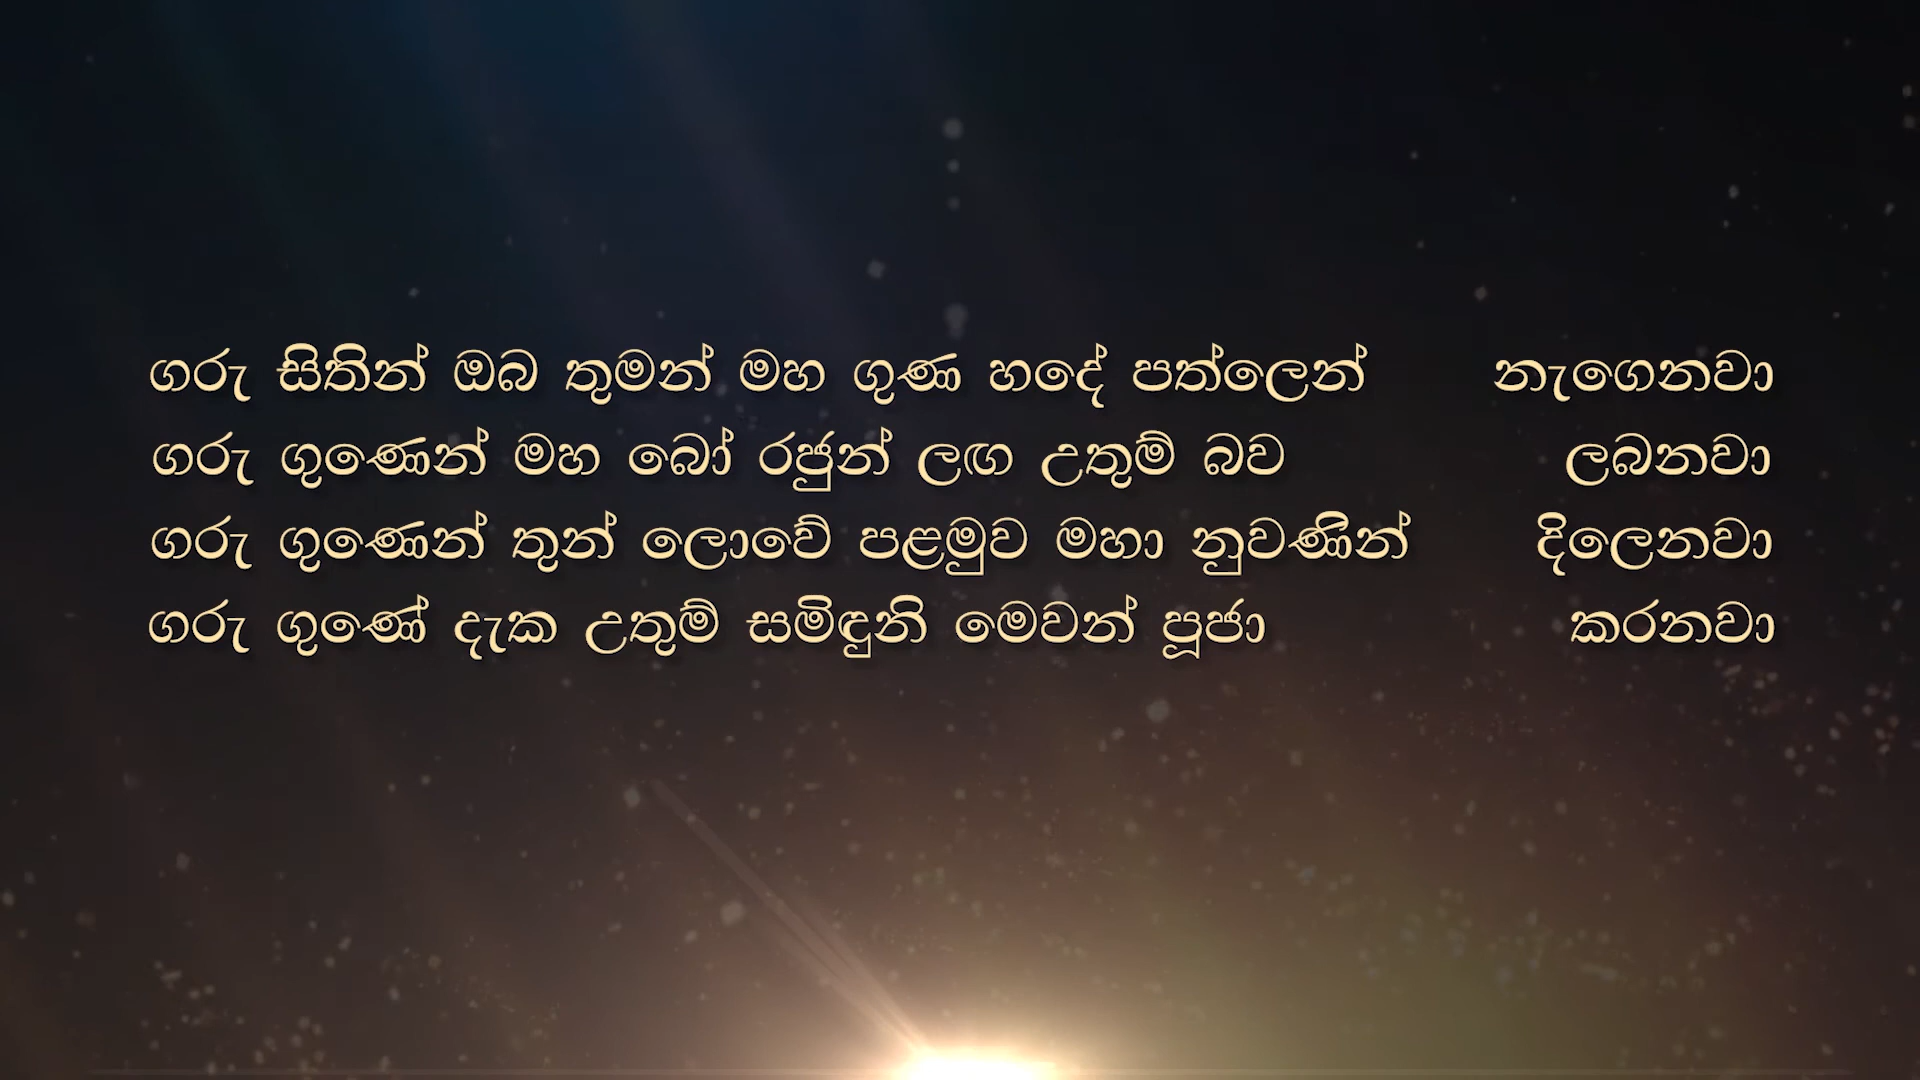 ගරු සිතින් ඔබ තුමන් මහ ගුණ හදේ පත්ලෙන් නැගෙනවා
ගරු ගුණෙන් මහ බෝ රජුන් ලඟ උතුම් බව ලබනවා
ගරු ගුණෙන් තුන් ලොවේ පළමුව මහා නුවණින් දිලෙනවා
ගරු ගුණේ දැක උතුම් සමිඳුනි මෙවන් පූජා කරනවා